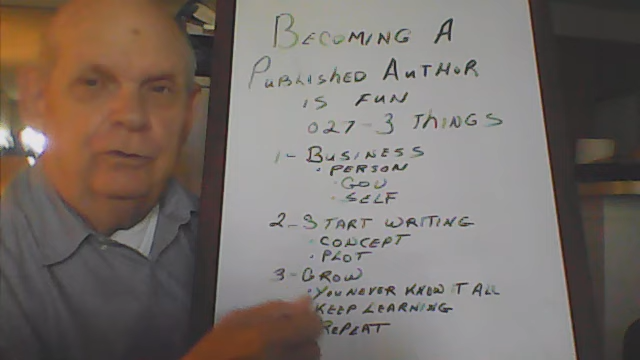 BECOMING A
PUBLISHED AUTHOR
IS FUN
027-3 THINGS
1- BUSINESS
• PERSON
• GOV
• SELF
2- START WRITING
• CONCEPT
• PLOT
3- GROW
• YOU NEVER KNOW IT ALL
KEEP LEARNING
REPEAT